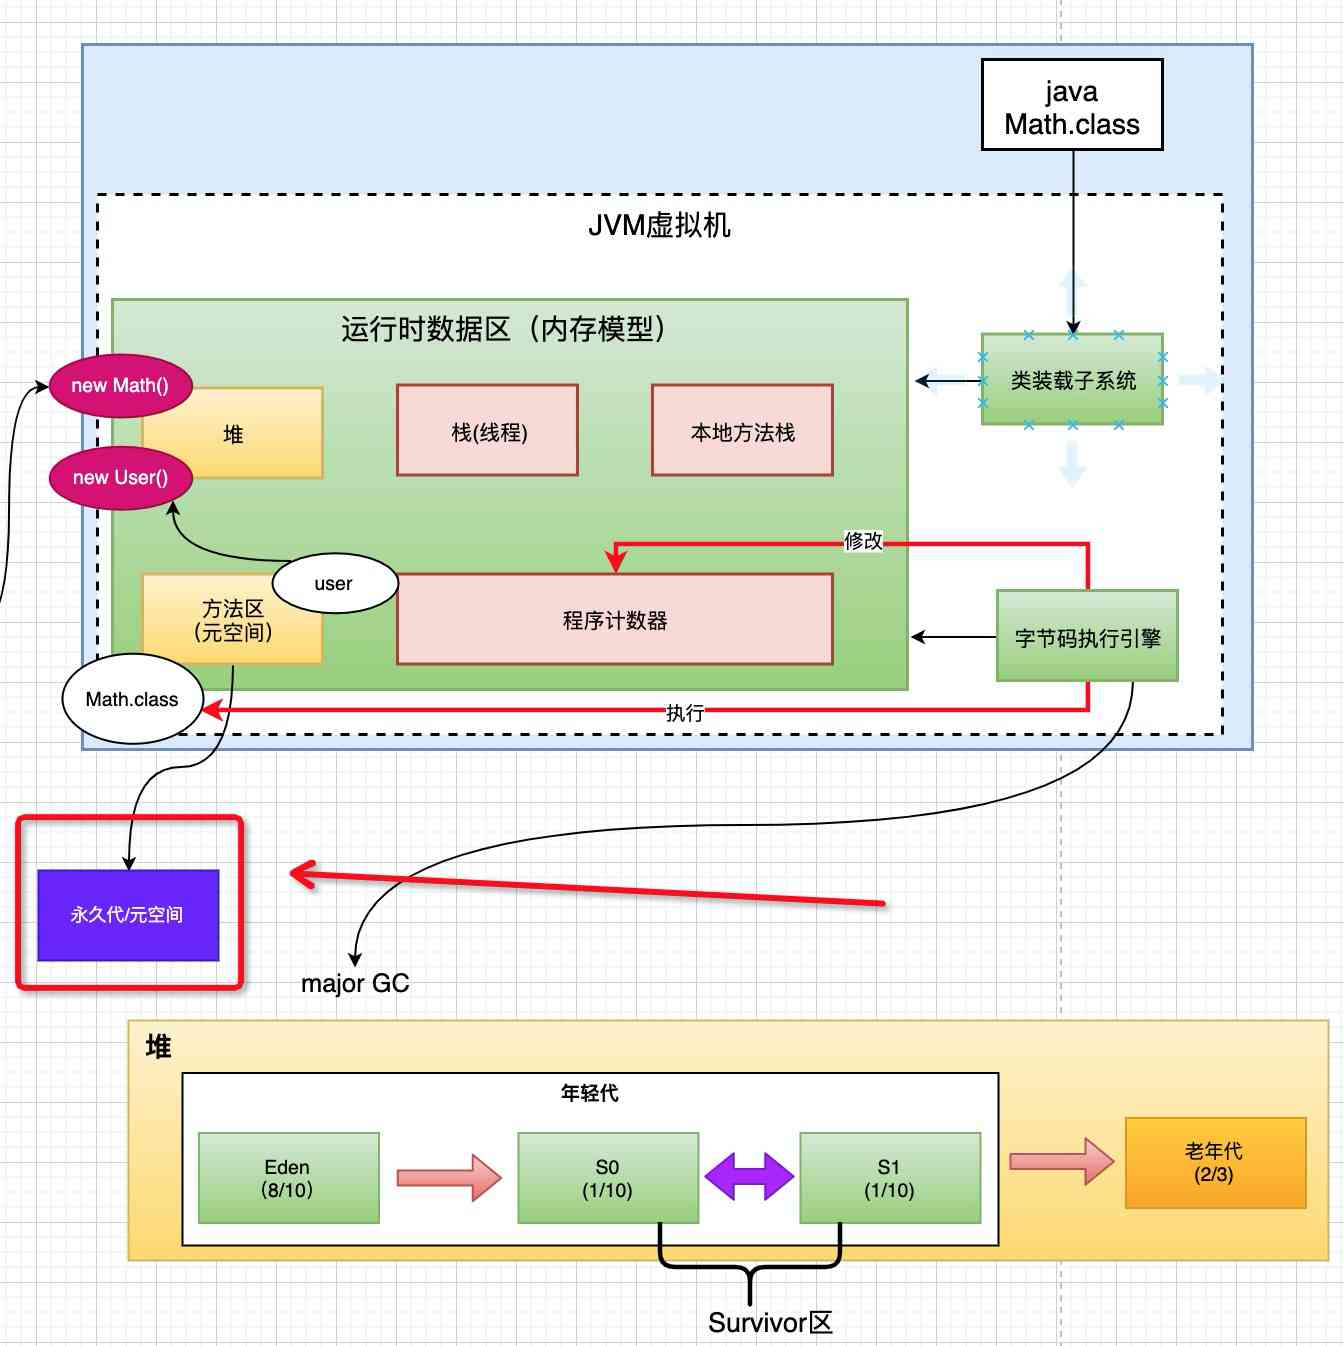 java
Math.class
JVM虚拟机
运行时数据区（内存模型）
new Math()
堆
栈(线程)
本地方法栈
类装载子系统
new User()
修改
user
方法区
(元空间)
程序计数器
字节码执行引擎
Math.class
执行
永久代/元空间
major GC
堆
年轻代
Eden
(8/10)
S0
(1/10)
S1
(1/10)
老年代
(2/3)
Survivor区